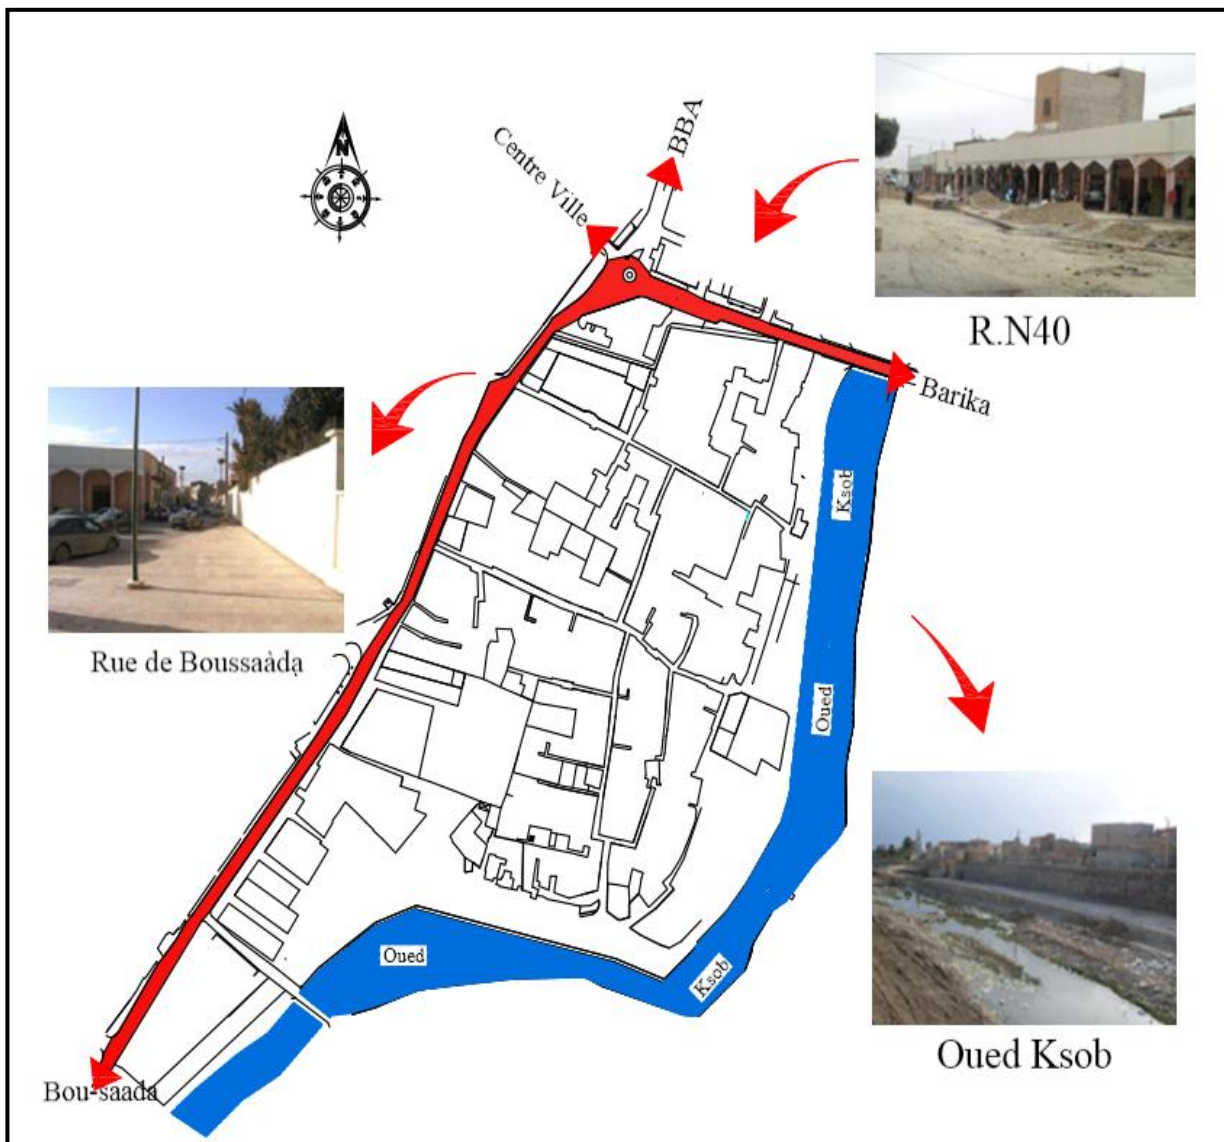 BBA
Centre Ville
N
R.N40
Barika
Ksob
Rue de Boussaàdạ
Oued
Oued
Ksob
Oued Ksob
Bou-saada